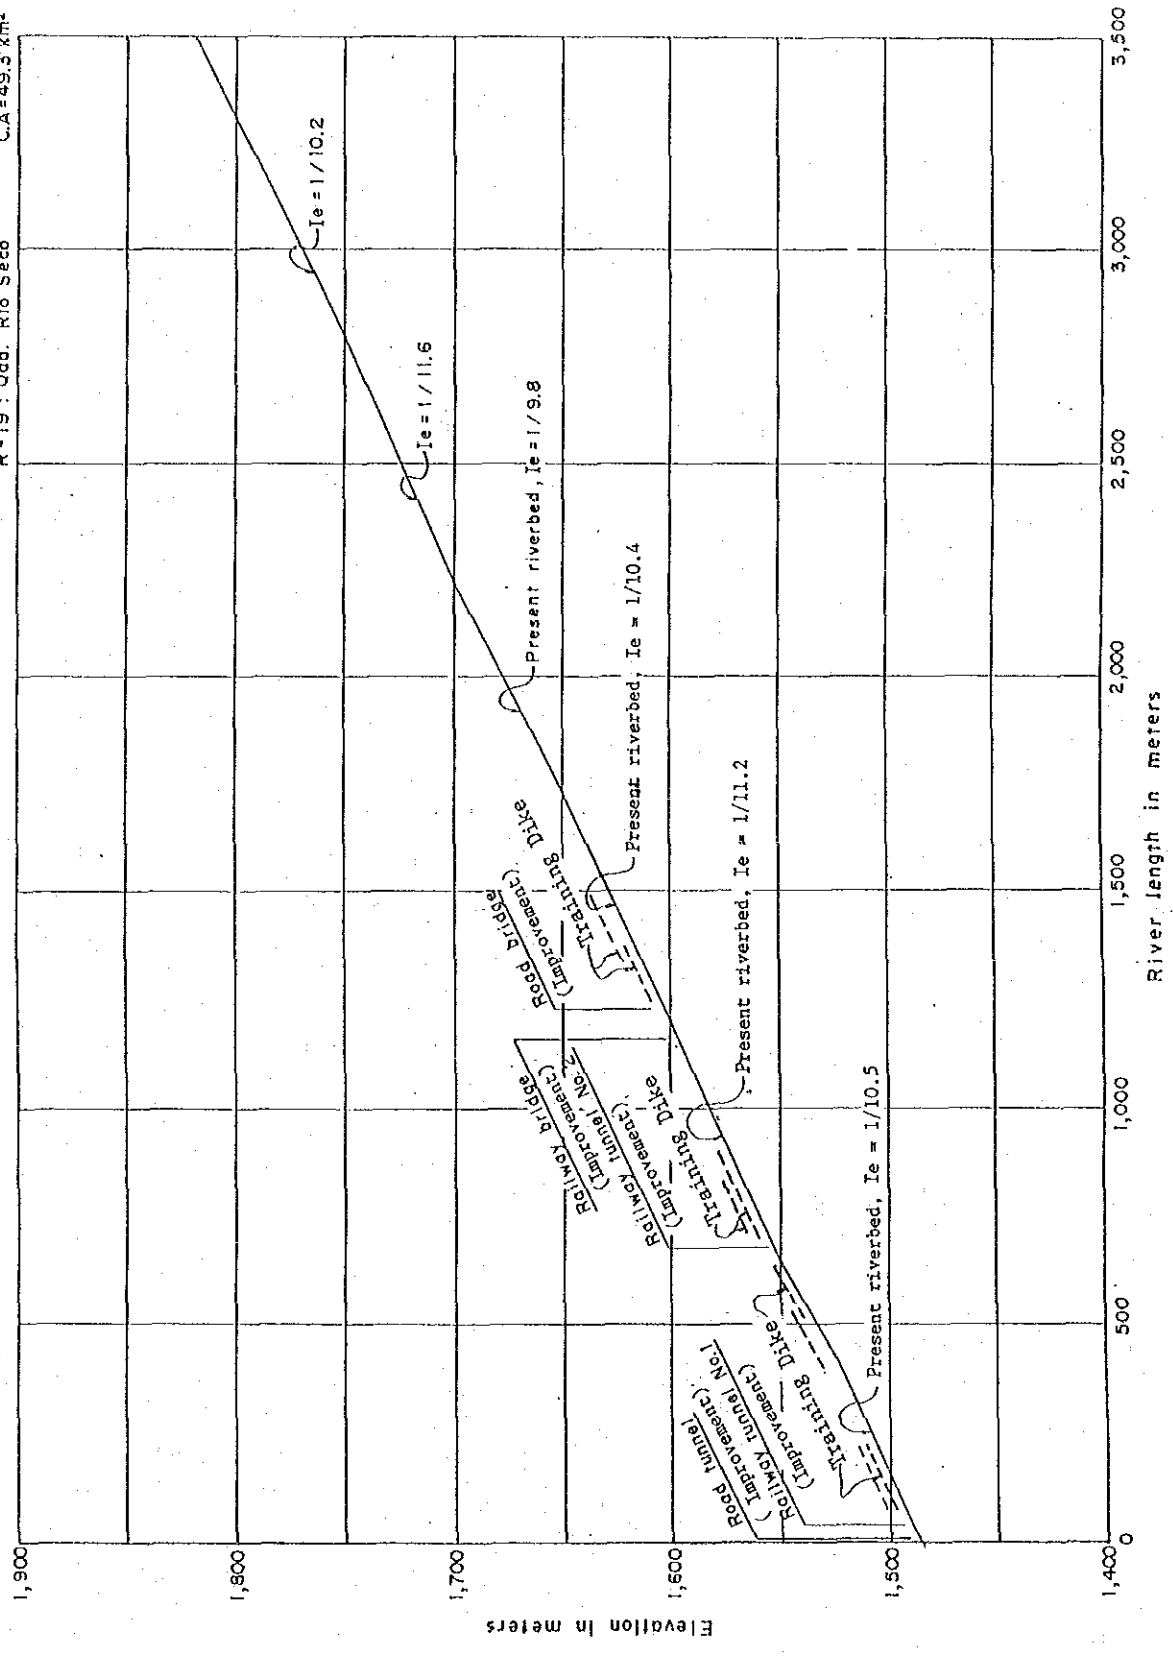 R-19 : Qda. Rio Seco C.A=49.3 km²
1,900
1,800
1,700
1,600
1,500
1,400
Elevation in meters
0
500
1,000
1,500
2,000
2,500
3,000
3,500
River length in meters
Road tunnel
(Improvement)
Railway tunnel No.1
(Improvement)
Training Dike
Present riverbed, Ie = 1/10.5
Railway bridge
(Improvement)
Railway tunnel No.2
(Improvement)
Training Dike
Present riverbed, Ie = 1/11.2
Road bridge
(Improvement)
Training Dike
Present riverbed, Ie = 1/10.4
Present riverbed, Ie=1/9.8
Ie=1/11.6
Ie=1/10.2